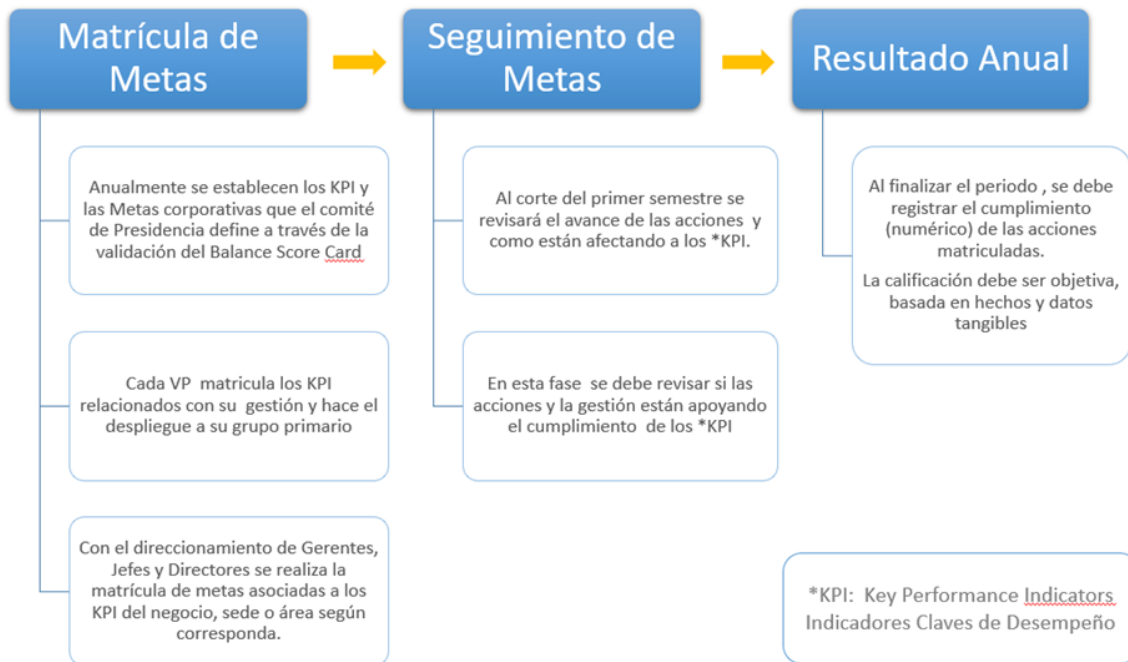 Matrícula de
Metas
Anualmente se establecen los KPI y
las Metas corporativas que el comité
de Presidencia define a través de la
validación del Balance Score Card
Cada VP matricula los KPI
relacionados con su gestión y hace el
despliegue a su grupo primario
Con el direccionamiento de Gerentes,
Jefes y Directores se realiza la
matrícula de metas asociadas a los
KPI del negocio, sede o área según
corresponda.
Seguimiento de
Metas
Al corte del primer semestre se
revisará el avance de las acciones y
como están afectando a los *KPI.
En esta fase se debe revisar si las
acciones y la gestión están apoyando
el cumplimiento de los *KPI
Resultado Anual
Al finalizar el periodo , se debe
registrar el cumplimiento
(numérico) de las acciones
matriculadas.
La calificación debe ser objetiva,
basada en hechos y datos
tangibles
*KPI: Key Performance Indicators
Indicadores Claves de Desempeño